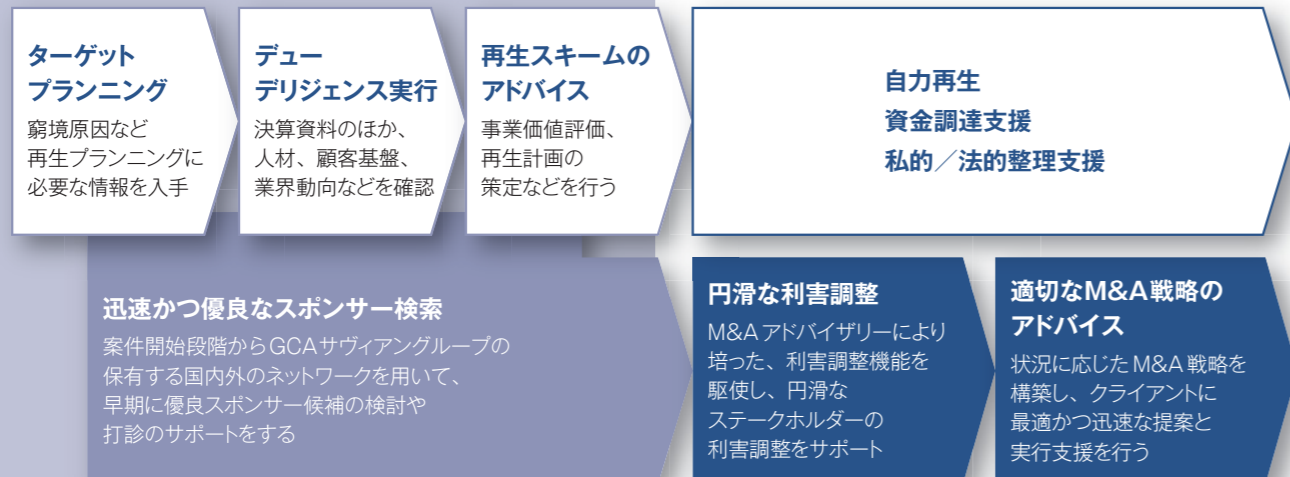 ターゲット
プランニング
窮境原因など
再生プランニングに
必要な情報を入手
デュー
デリジェンス実行
決算資料のほか、
人材、顧客基盤、
業界動向などを確認
再生スキームの
アドバイス
事業価値評価、
再生計画の
策定などを行う
自力再生
資金調達支援
私的／法的整理支援
迅速かつ優良なスポンサー検索
案件開始段階からGCAサヴィアングループの
保有する国内外のネットワークを用いて、
早期に優良スポンサー候補の検討や
打診のサポートをする
円滑な利害調整
M&Aアドバイザリーにより
培った、利害調整機能を
駆使し、円滑な
ステークホルダーの
利害調整をサポート
適切なM&A戦略の
アドバイス
状況に応じたM&A戦略を
構築し、クライアントに
最適かつ迅速な提案と
実行支援を行う